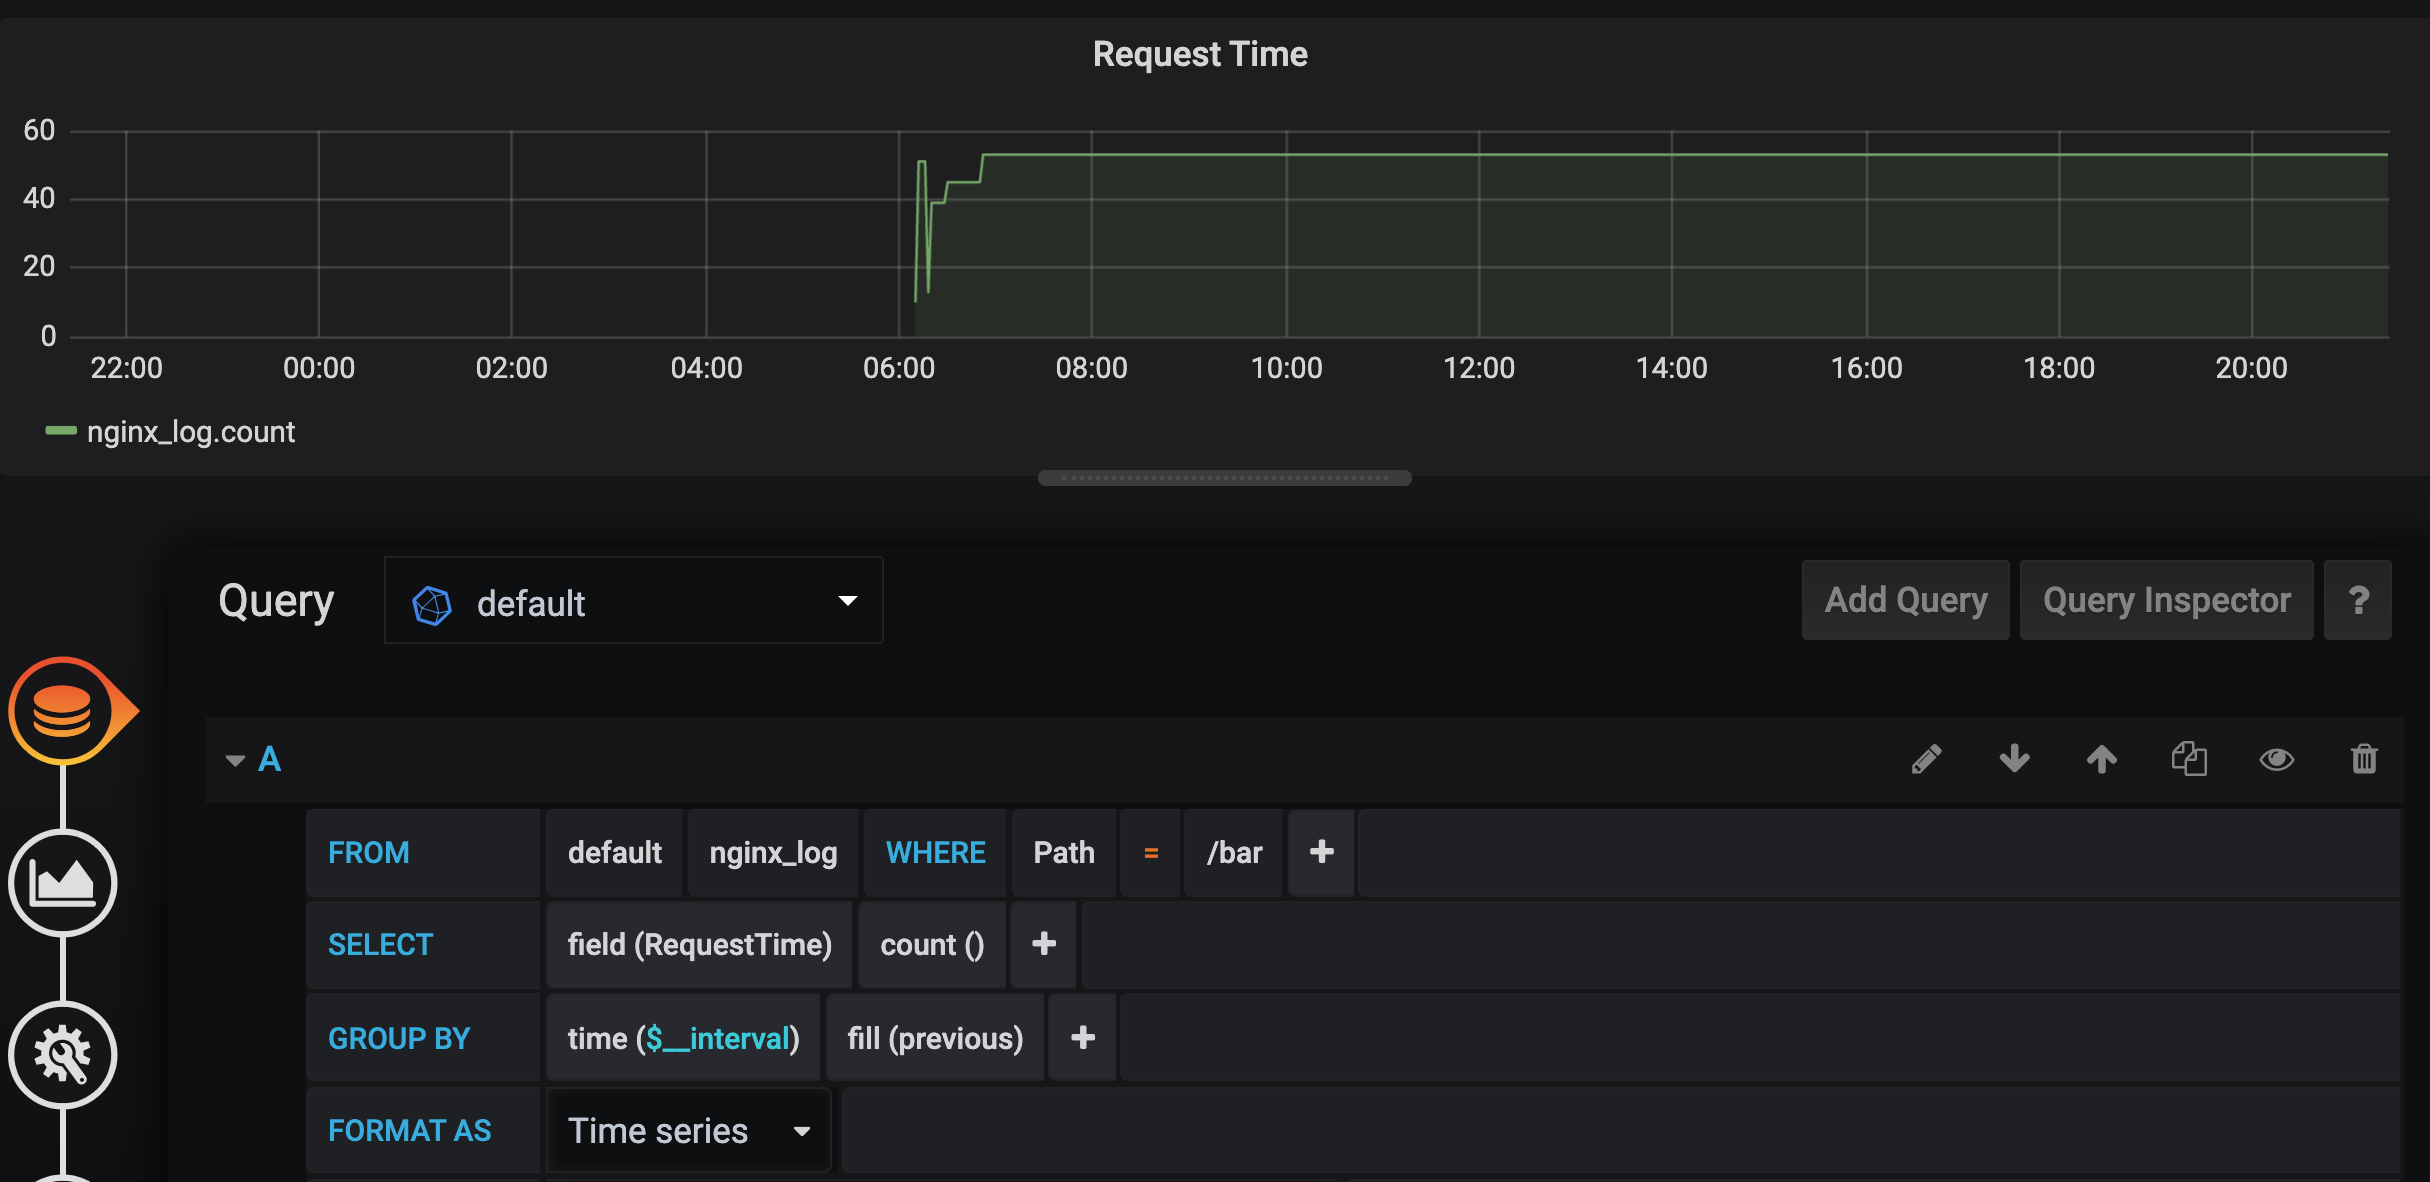 Request Time
60
40
20
0
22:00 00:00 02:00 04:00 06:00 08:00 10:00 12:00 14:00 16:00 18:00 20:00
nginx_log.count
Query default Add Query Query Inspector ?
A
FROM default nginx_log WHERE Path = /bar +
SELECT field (RequestTime) count () +
GROUP BY time ($__interval) fill (previous) +
FORMAT AS Time series